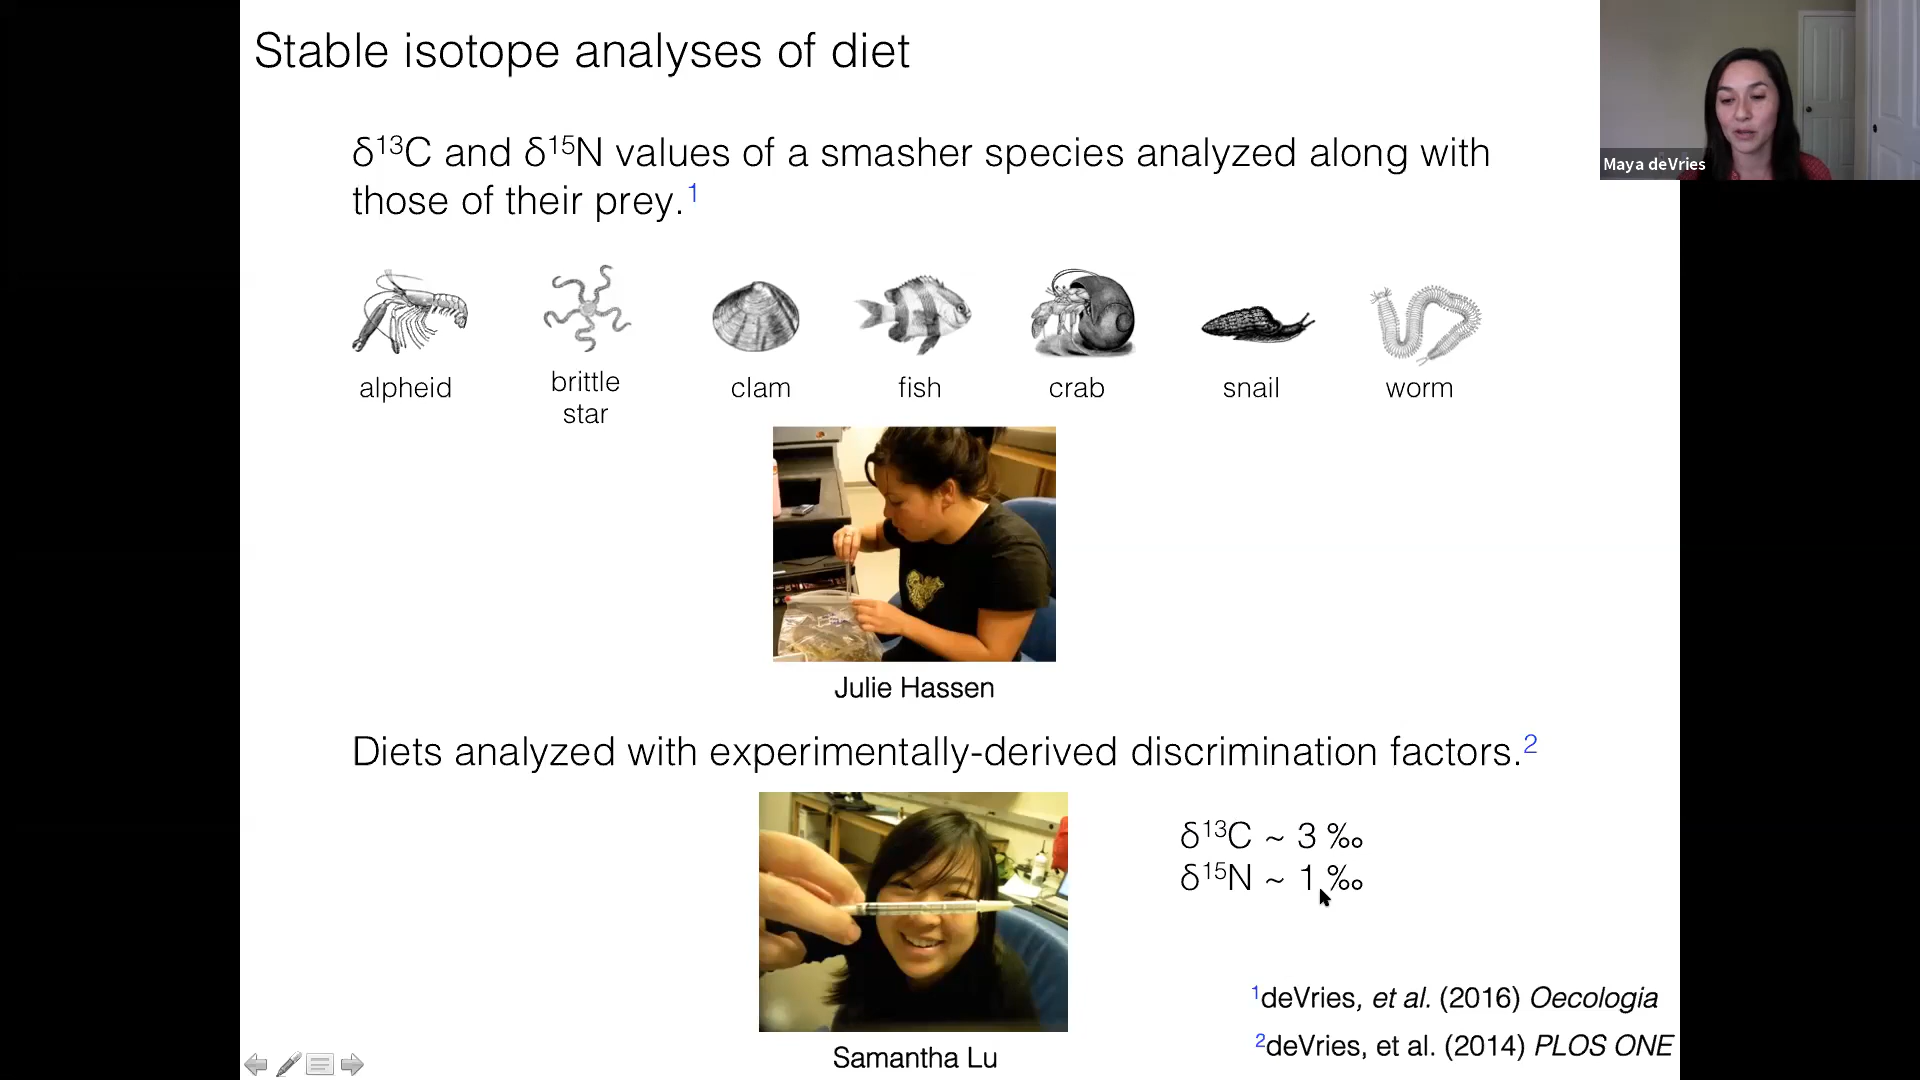 Stable isotope analyses of diet
Maya deVries
δ¹³C and δ¹⁵N values of a smasher species analyzed along with
those of their prey.¹
alpheid
brittle
star
clam
fish
crab
snail
worm
Julie Hassen
Diets analyzed with experimentally-derived discrimination factors.²
δ¹³C ~ 3 ‰
δ¹⁵N ~ 1 ‰
Samantha Lu
¹deVries, et al. (2016) Oecologia
²deVries, et al. (2014) PLOS ONE